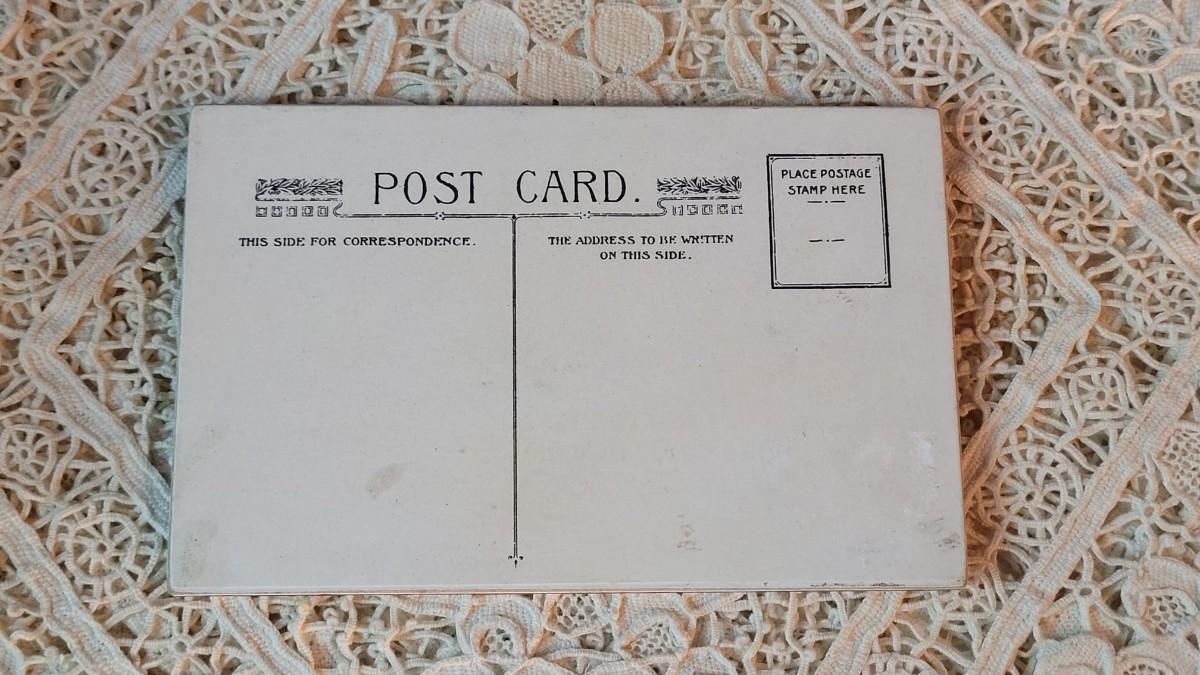 POST CARD.
PLACE POSTAGE
STAMP HERE
THIS SIDE FOR CORRESPONDENCE.
THE ADDRESS TO BE WRITTEN
ON THIS SIDE.